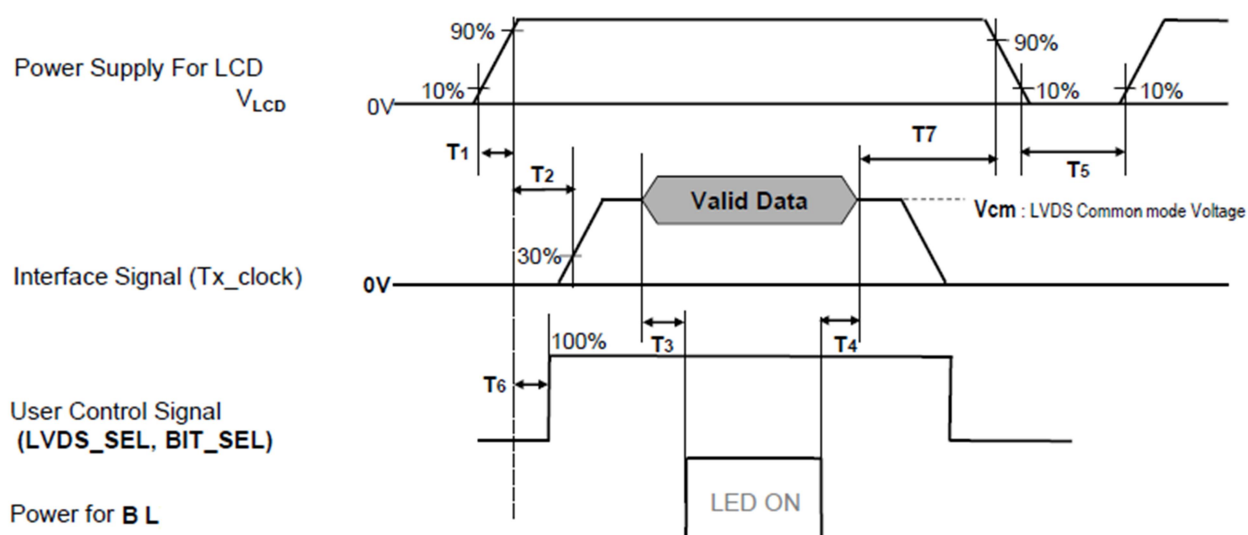 90%
90%
Power Supply For LCD
VLCD
10%
10%
10%
0V
T1
T2
T7
T5
Valid Data
Vcm : LVDS Common mode Voltage
30%
Interface Signal (Tx_clock)
0V
100%
T3
T4
T6
User Control Signal
(LVDS_SEL, BIT_SEL)
LED ON
Power for B L